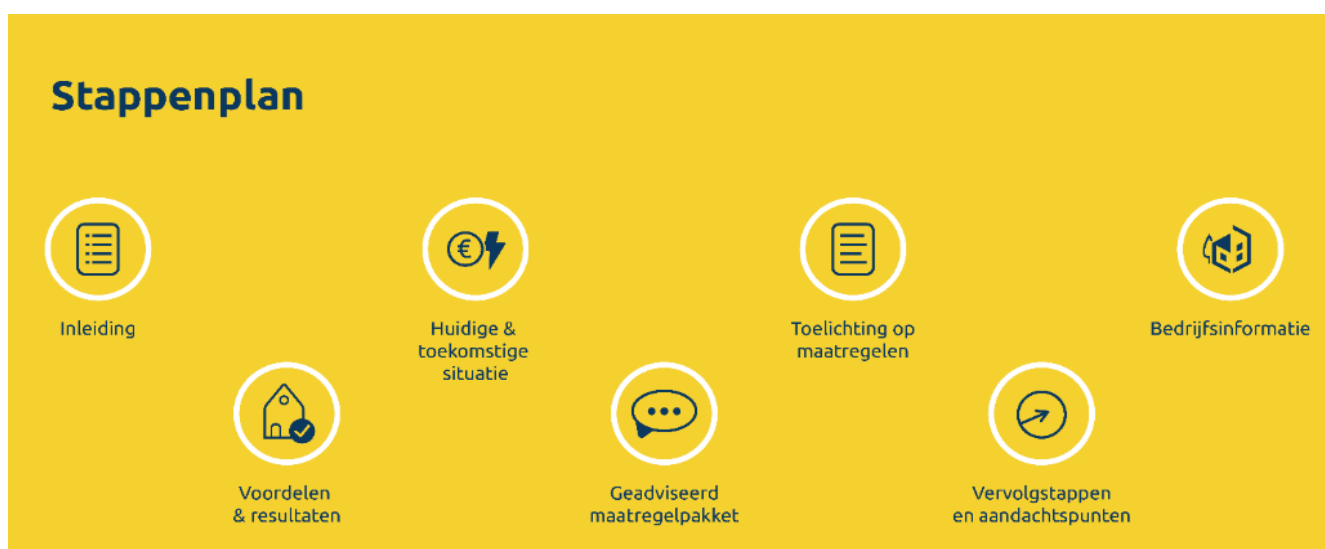 Stappenplan
Inleiding
Voordelen
& resultaten
Huidige &
toekomstige
situatie
Geadviseerd
maatregelpakket
Toelichting op
maatregelen
Vervolgstappen
en aandachtspunten
Bedrijfsinformatie